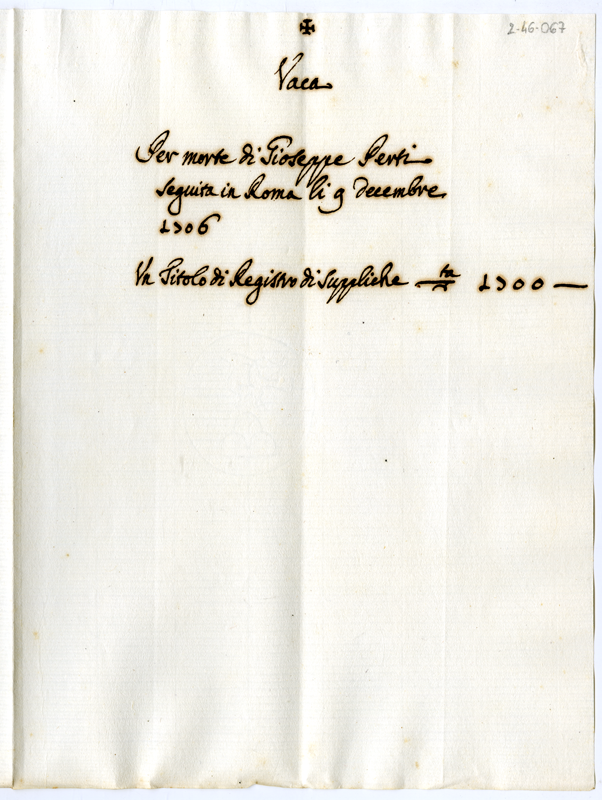 ✠
2-46-067
Vaca
Per morte di Gioseppe Perti
seguita in Roma li 9 Decembre
1706
Un Titolo di Registro di Suppliche 1700 —